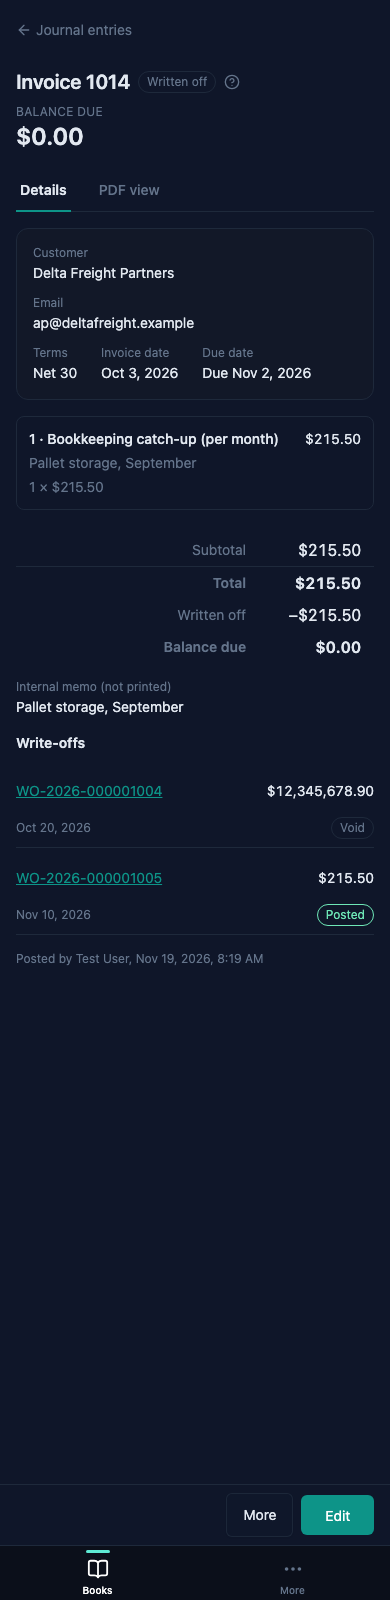 Journal entries
Invoice 1014 Written off
BALANCE DUE
$0.00
Details PDF view
Customer
Delta Freight Partners
Email
ap@deltafreight.example
Terms Invoice date Due date
Net 30 Oct 3, 2026 Due Nov 2, 2026
1 · Bookkeeping catch-up (per month) $215.50
Pallet storage, September
1 × $215.50
Subtotal $215.50
Total $215.50
Written off –$215.50
Balance due $0.00
Internal memo (not printed)
Pallet storage, September
Write-offs
WO-2026-000001004 $12,345,678.90
Oct 20, 2026 Void
WO-2026-000001005 $215.50
Nov 10, 2026 Posted
Posted by Test User, Nov 19, 2026, 8:19 AM
More Edit
Books More